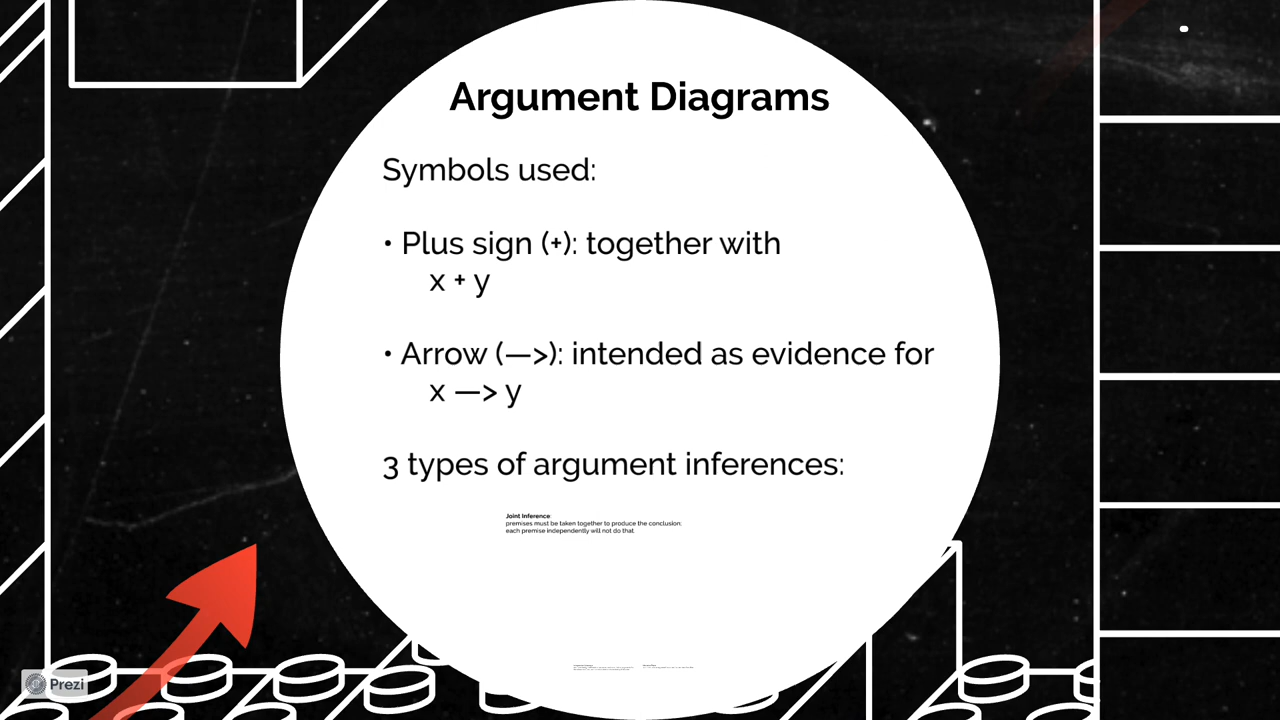 Argument Diagrams
Symbols used:
• Plus sign (+): together with
x + y
• Arrow (—>): intended as evidence for
x —> y
3 types of argument inferences:
Joint Inference:
premises must be taken together to produce the conclusion;
each premise independently will not do that
Prezi